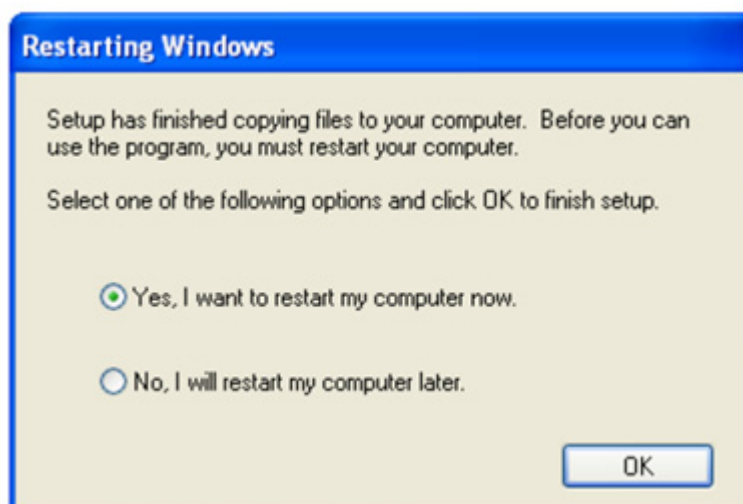 Restarting Windows
Setup has finished copying files to your computer.  Before you can
use the program, you must restart your computer.
Select one of the following options and click OK to finish setup.
Yes, I want to restart my computer now.
No, I will restart my computer later.
OK